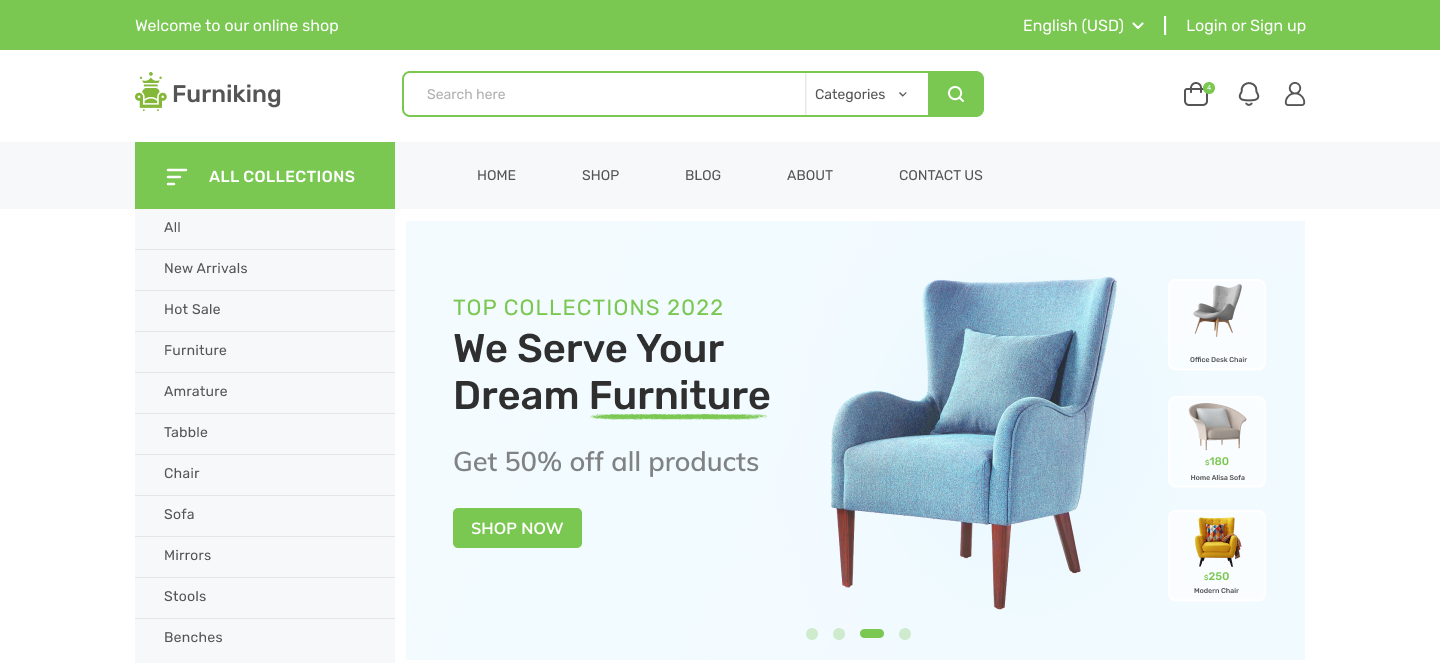 Welcome to our online shop
English (USD)
Login or Sign up
Furniking
Search here
Categories
4
ALL COLLECTIONS
HOME
SHOP
BLOG
ABOUT
CONTACT US
All
New Arrivals
Hot Sale
Furniture
Amrature
Tabble
Chair
Sofa
Mirrors
Stools
Benches
TOP COLLECTIONS 2022
We Serve Your
Dream Furniture
Get 50% off all products
SHOP NOW
Office Desk Chair
$180
Home Alisa Sofa
$250
Modern Chair